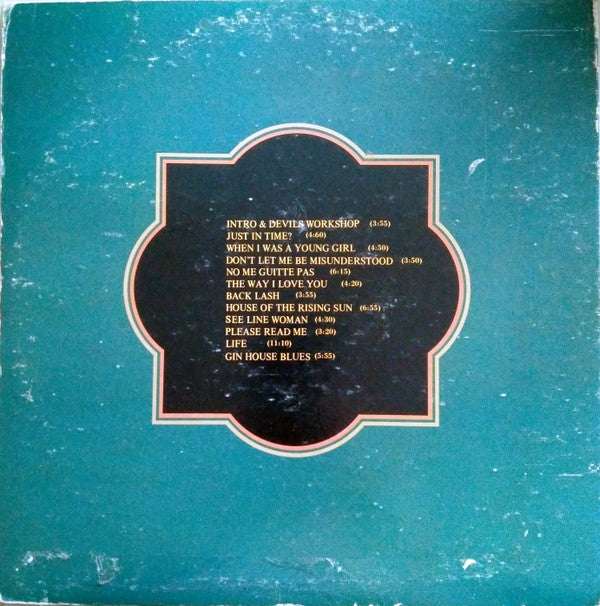 INTRO & DEVILS WORKSHOP (3:55)
JUST IN TIME? (4:60)
WHEN I WAS A YOUNG GIRL (4:50)
DON'T LET ME BE MISUNDERSTOOD (3:50)
NO ME GUITTE PAS (6:15)
THE WAY I LOVE YOU (4:20)
BACK LASH (3:55)
HOUSE OF THE RISING SUN (6:55)
SEE LINE WOMAN (4:30)
PLEASE READ ME (3:20)
LIFE (11:10)
GIN HOUSE BLUES (5:55)